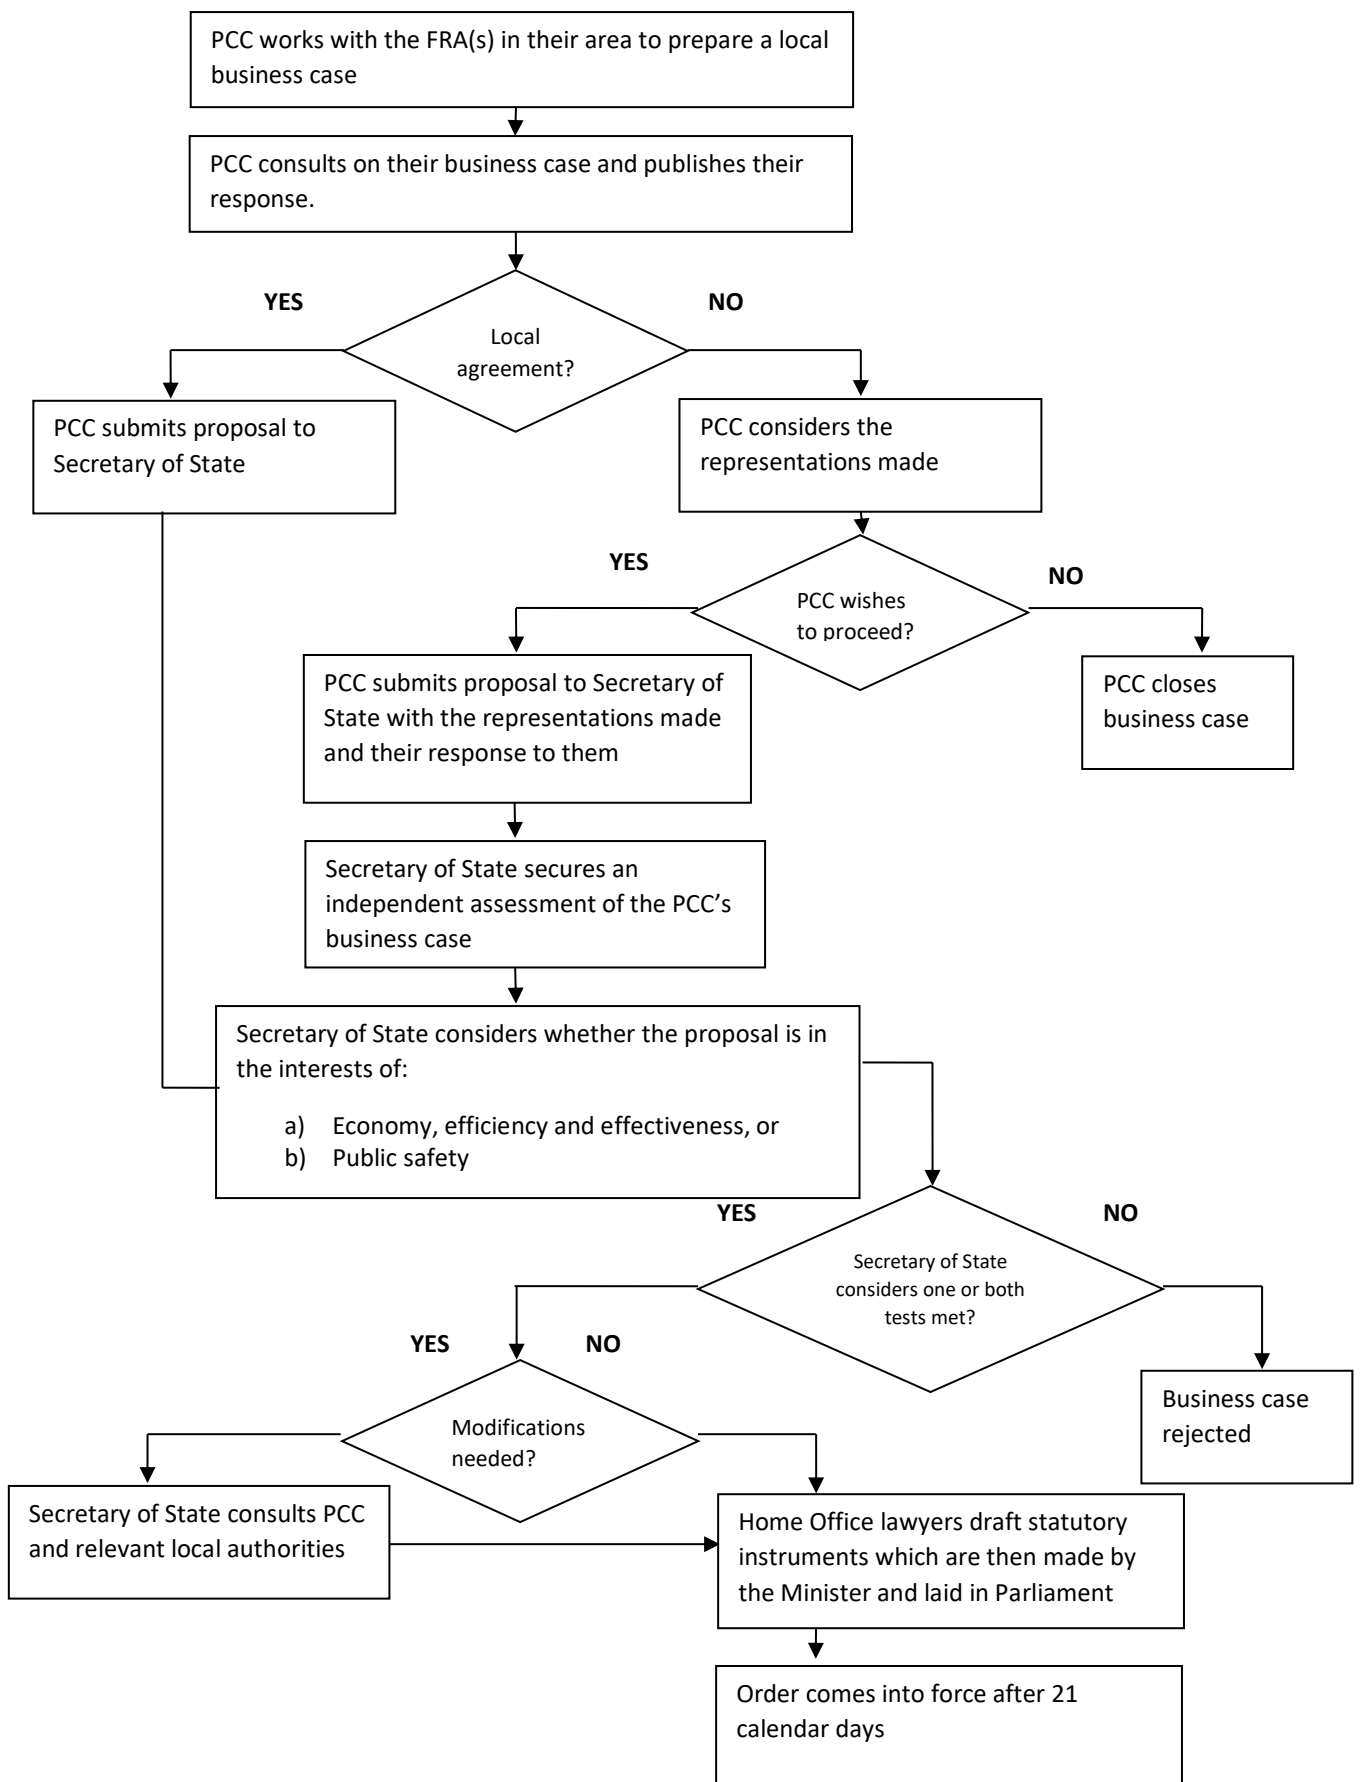 PCC works with the FRA(s) in their area to prepare a local
business case
PCC consults on their business case and publishes their
response.
YES
NO
Local
agreement?
PCC submits proposal to
Secretary of State
PCC considers the
representations made
YES
NO
PCC wishes
to proceed?
PCC submits proposal to Secretary of
State with the representations made
and their response to them
PCC closes
business case
Secretary of State secures an
independent assessment of the PCC’s
business case
Secretary of State considers whether the proposal is in
the interests of:
a) Economy, efficiency and effectiveness, or
b) Public safety
YES
NO
Secretary of State
considers one or both
tests met?
YES
NO
Modifications
needed?
Business case
rejected
Secretary of State consults PCC
and relevant local authorities
Home Office lawyers draft statutory
instruments which are then made by
the Minister and laid in Parliament
Order comes into force after 21
calendar days